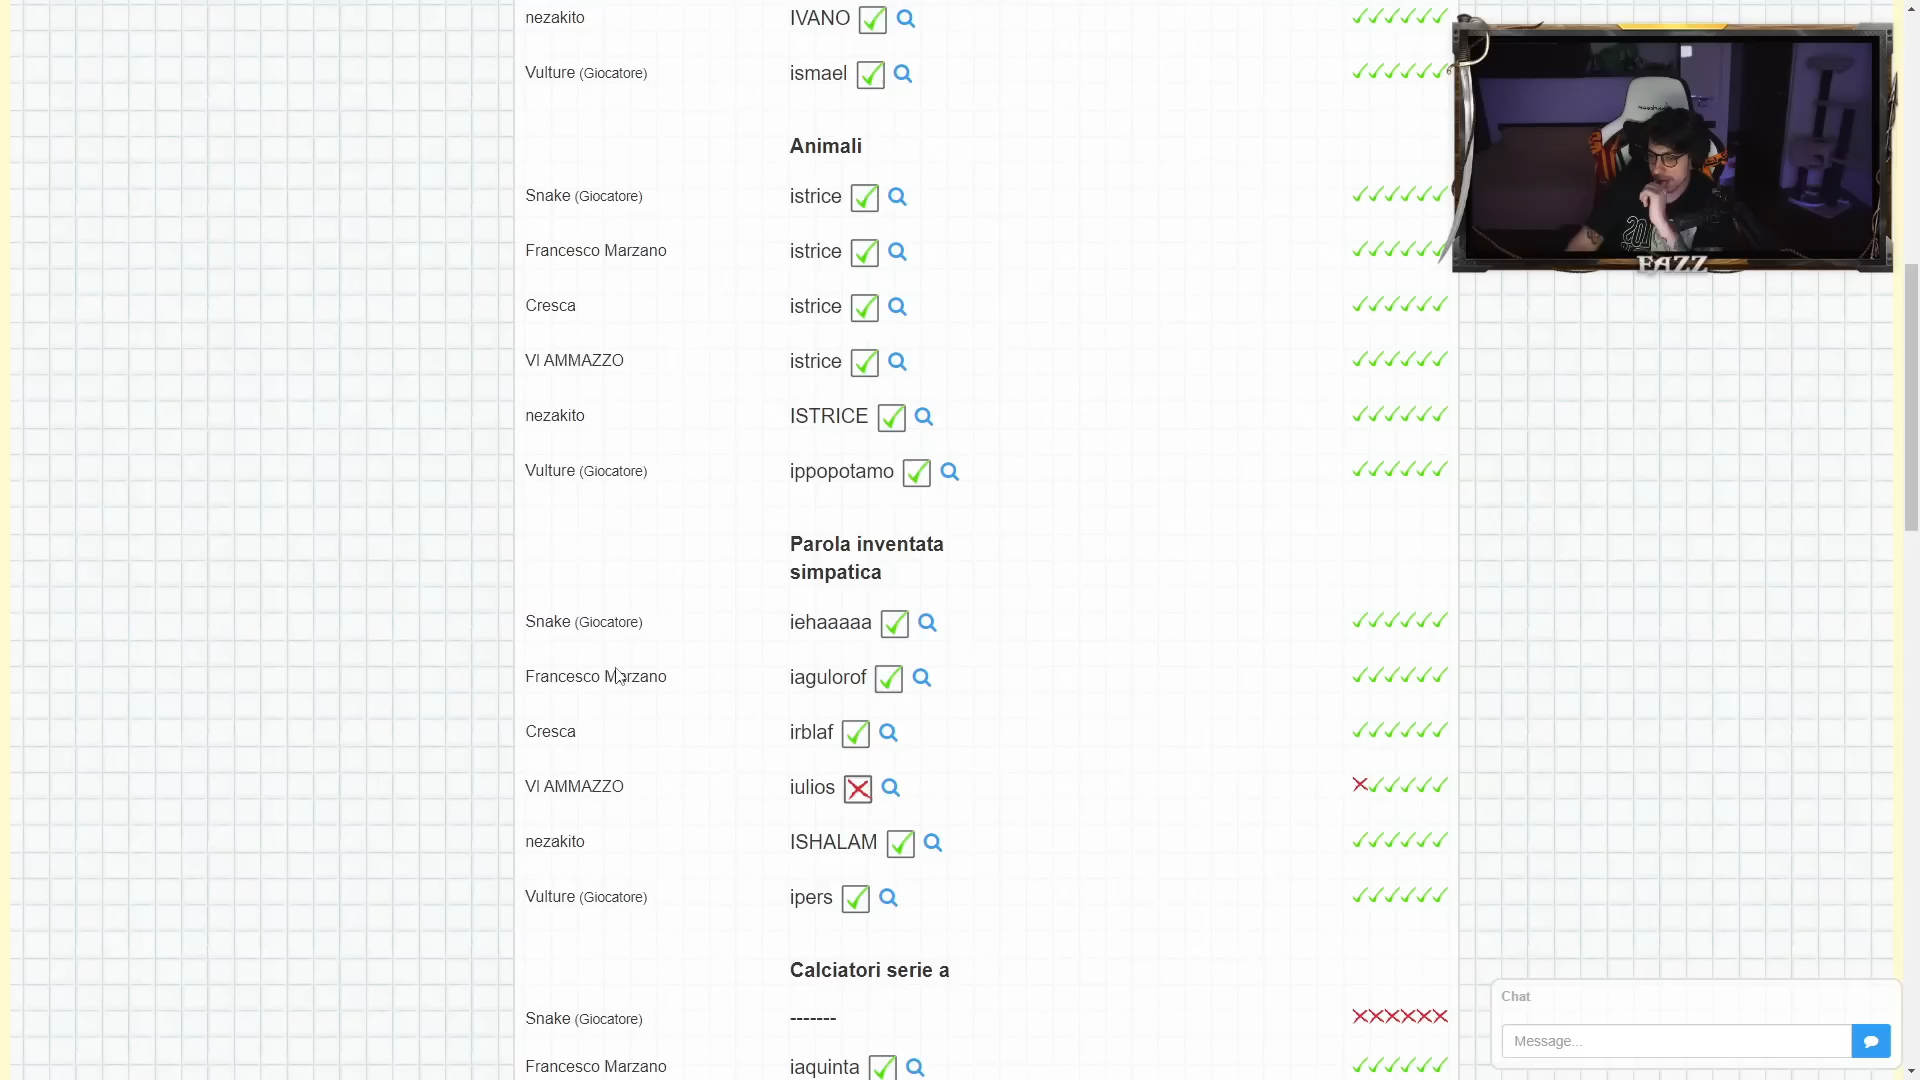 nezakito IVANO
Vulture (Giocatore) ismael
Animali
Snake (Giocatore) istrice
Francesco Marzano istrice
Cresca istrice
VI AMMAZZO istrice
nezakito ISTRICE
Vulture (Giocatore) ippopotamo
Parola inventata
simpatica
Snake (Giocatore) iehaaaaa
Francesco Marzano iagulorof
Cresca irblaf
VI AMMAZZO iulios
nezakito ISHALAM
Vulture (Giocatore) ipers
Calciatori serie a
Snake (Giocatore) -------
Francesco Marzano iaquinta
EAZZ
Chat
Message...